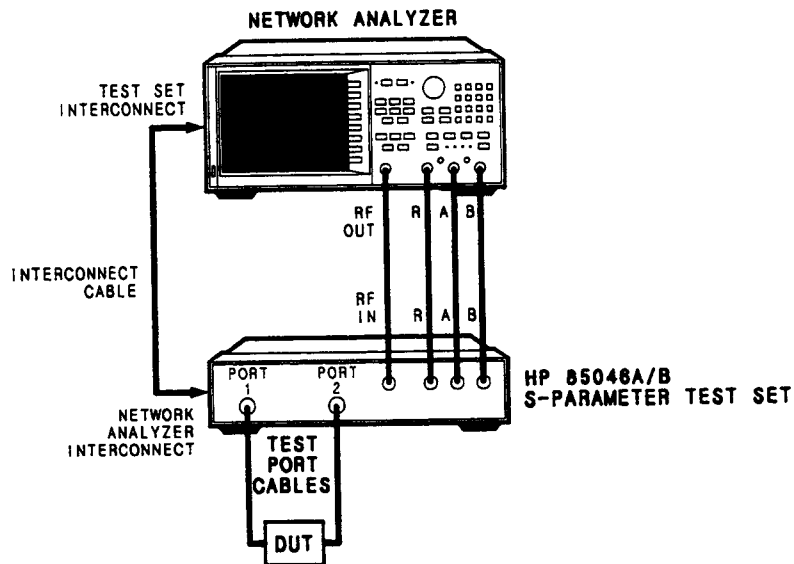 NETWORK ANALYZER
TEST SET
INTERCONNECT
RF
OUT
R
A
B
INTERCONNECT
CABLE
RF
IN
R
A
B
PORT
1
PORT
2
HP 85046A/B
S-PARAMETER TEST SET
NETWORK
ANALYZER
INTERCONNECT
TEST
PORT
CABLES
DUT